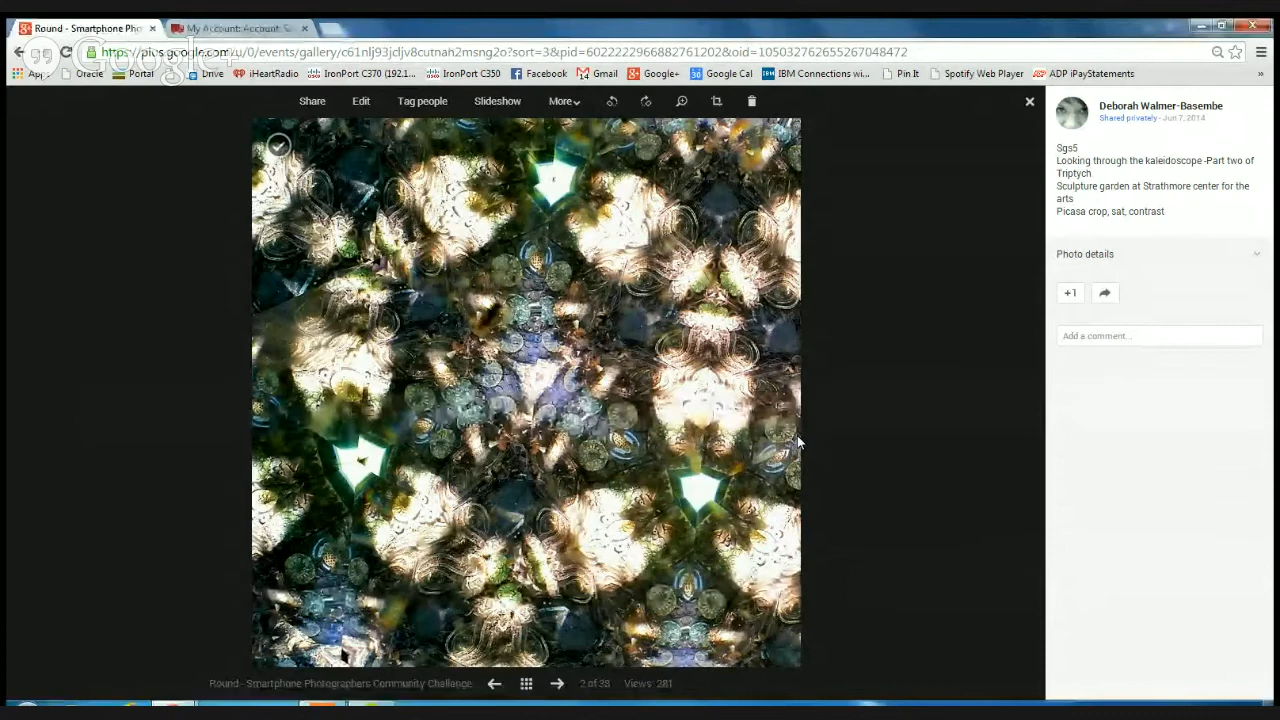 Round - Smartphone Pho
My Account: Account S
https://plus.google.com/u/0/events/gallery/c61nlj93jcljv8cutnah2msng2o?sort=3&pid=6022222966882761202&oid=105032762655267048472
Google+
Apps Oracle Portal Drive iHeartRadio IronPort C370 (192.1... IronPort C350 Facebook Gmail Google+ Google Cal IBM Connections wi... Pin It Spotify Web Player ADP iPayStatements
Share Edit Tag people Slideshow More
Deborah Walmer-Basembe
Shared privately - Jun 7, 2014
Sgs5
Looking through the kaleidoscope -Part two of
Triptych
Sculpture garden at Strathmore center for the
arts
Picasa crop, sat, contrast
Photo details
+1
Add a comment...
Round - Smartphone Photographers Community Challenge 2 of 38 Views: 281